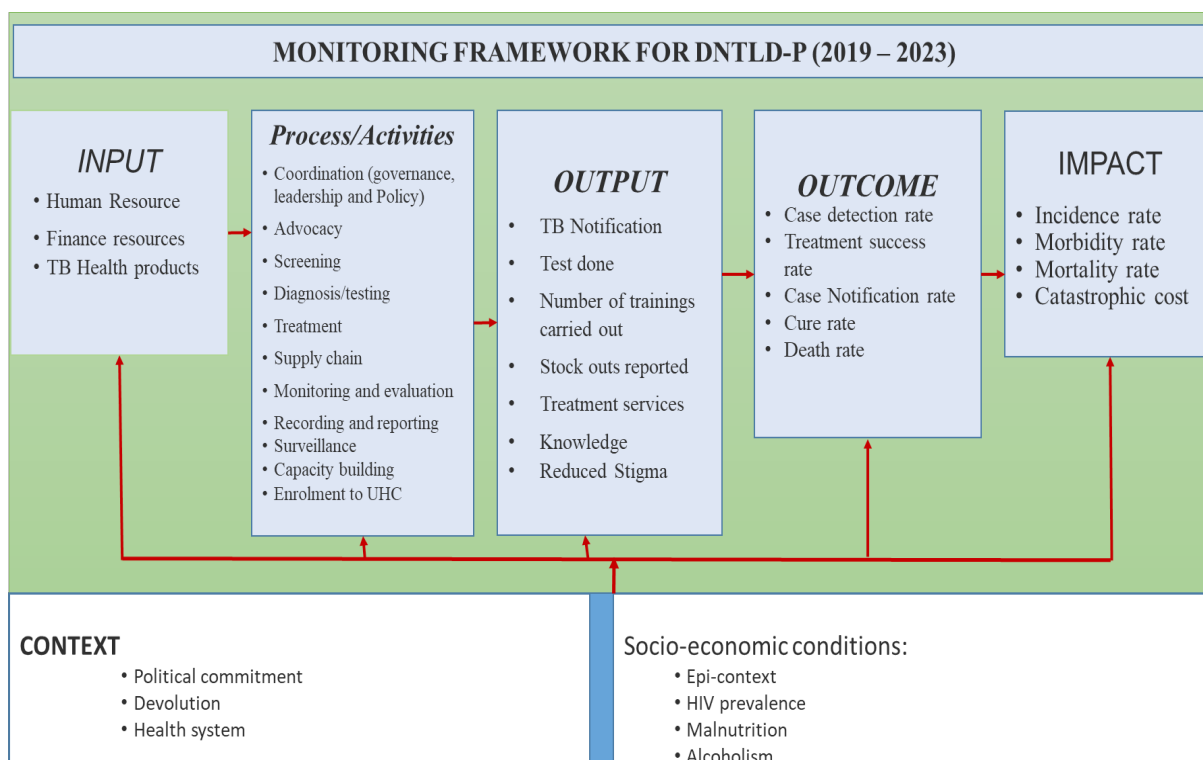 MONITORING FRAMEWORK FOR DNTLD-P (2019 – 2023)
INPUT
• Human Resource
• Finance resources
• TB Health products
Process/Activities
• Coordination (governance,
leadership and Policy)
• Advocacy
• Screening
• Diagnosis/testing
• Treatment
• Supply chain
• Monitoring and evaluation
• Recording and reporting
• Surveillance
• Capacity building
• Enrolment to UHC
OUTPUT
• TB Notification
• Test done
• Number of trainings
carried out
• Stock outs reported
• Treatment services
• Knowledge
• Reduced Stigma
OUTCOME
• Case detection rate
• Treatment success
rate
• Case Notification rate
• Cure rate
• Death rate
IMPACT
• Incidence rate
• Morbidity rate
• Mortality rate
• Catastrophic cost
CONTEXT
• Political commitment
• Devolution
• Health system
Socio-economic conditions:
• Epi-context
• HIV prevalence
• Malnutrition
• Alcoholism